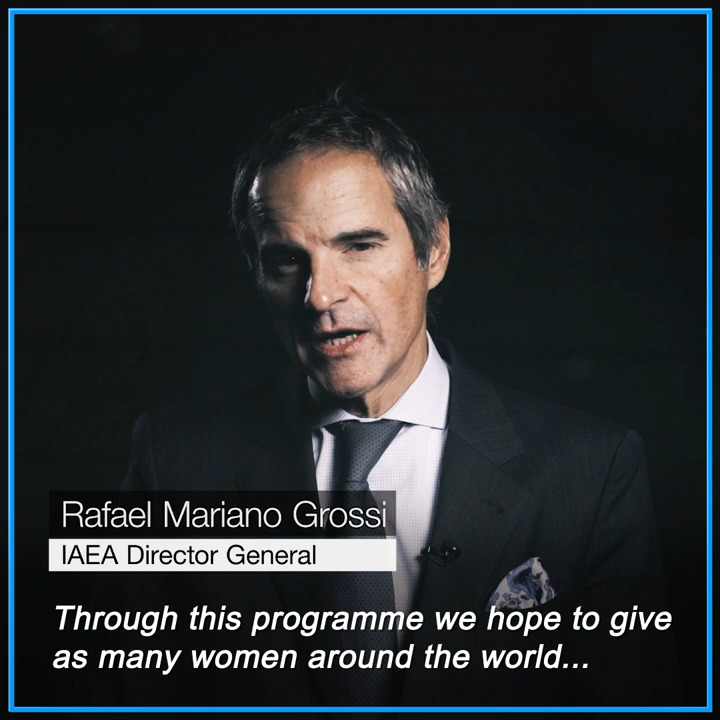 Rafael Mariano Grossi
IAEA Director General
Through this programme we hope to give
as many women around the world...